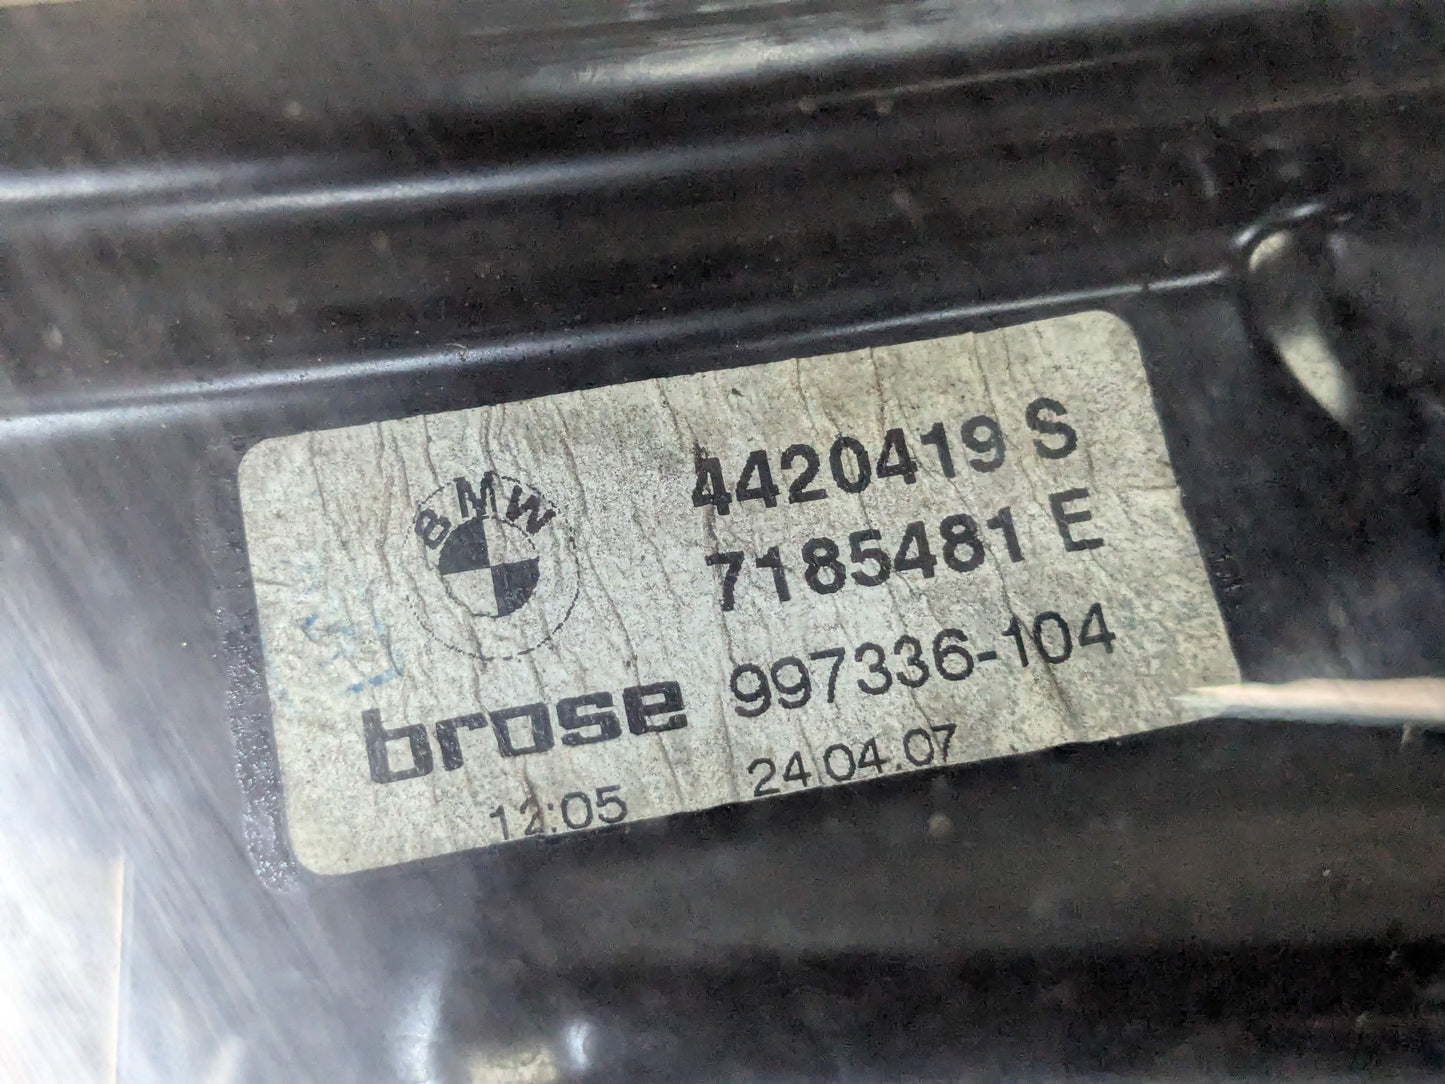 BMW
4420419 S
7185481 E
brose 997336-104
12:05 24.04.07